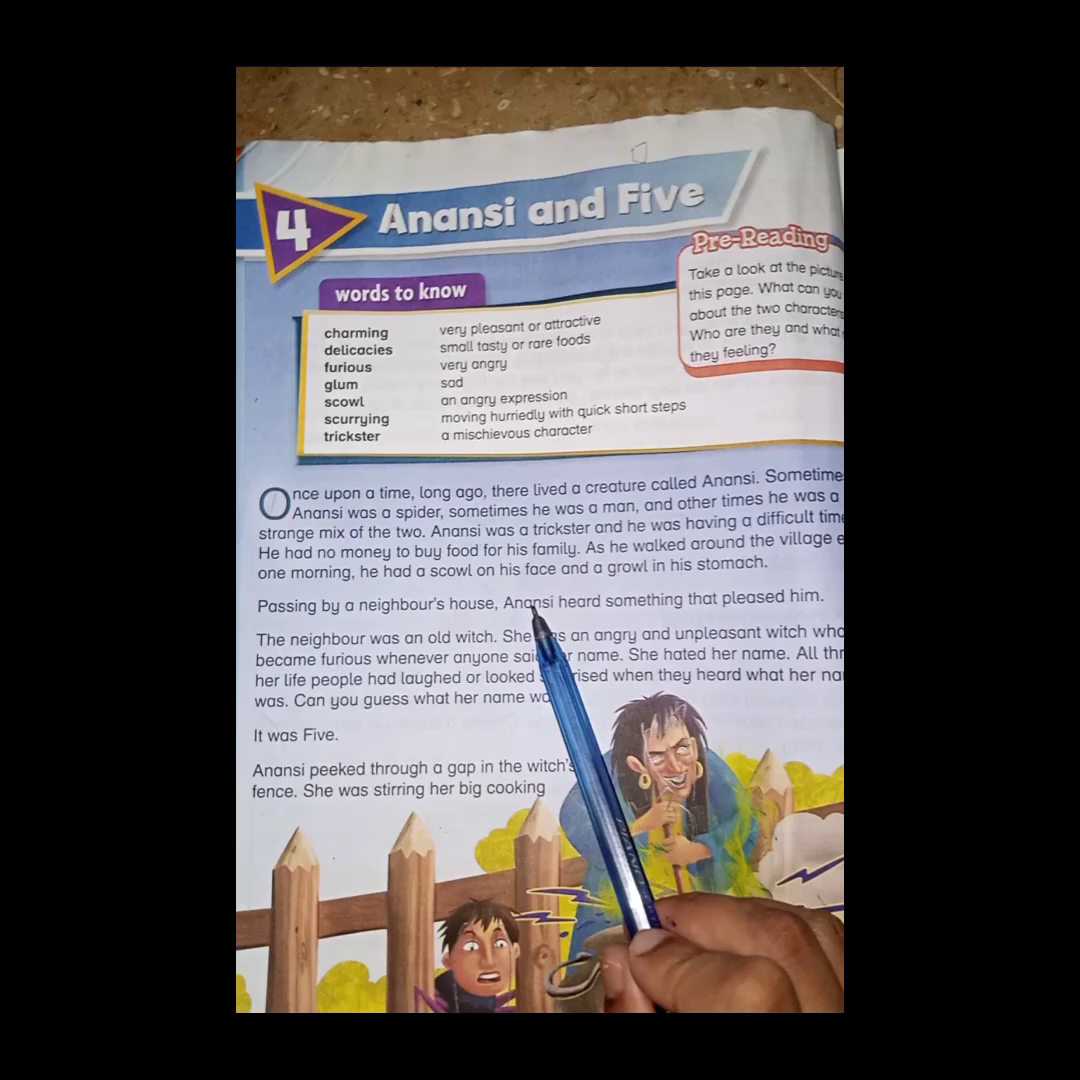 4
Anansi and Five
Pre-Reading
Take a look at the picture
this page. What can you
about the two characters
Who are they and what
they feeling?
words to know
charming very pleasant or attractive
delicacies small tasty or rare foods
furious very angry
glum sad
scowl an angry expression
scurrying moving hurriedly with quick short steps
trickster a mischievous character
Once upon a time, long ago, there lived a creature called Anansi. Sometime
Anansi was a spider, sometimes he was a man, and other times he was a
strange mix of the two. Anansi was a trickster and he was having a difficult time
He had no money to buy food for his family. As he walked around the village
one morning, he had a scowl on his face and a growl in his stomach.
Passing by a neighbour's house, Anansi heard something that pleased him.
The neighbour was an old witch. She was an angry and unpleasant witch who
became furious whenever anyone said her name. She hated her name. All
her life people had laughed or looked surprised when they heard what her
was. Can you guess what her name
It was Five.
Anansi peeked through a gap in the witch's
fence. She was stirring her big cooking
PIANO